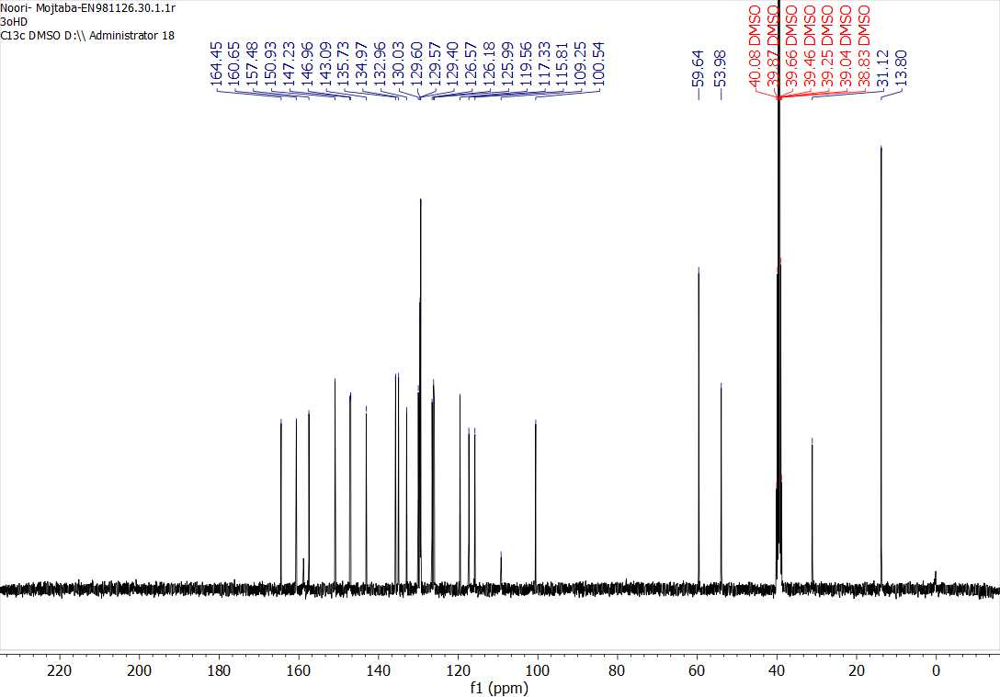 Noori- Mojtaba-EN981126.30.1.1r
3oHD
C13c DMSO D:\\ Administrator 18
164.45
160.65
157.48
150.93
147.23
146.96
143.09
135.73
134.97
132.96
130.03
129.60
129.57
129.40
126.57
126.18
125.99
119.56
117.33
115.81
109.25
100.54
59.64
53.98
40.08 DMSO
39.87 DMSO
39.66 DMSO
39.46 DMSO
39.25 DMSO
39.04 DMSO
38.83 DMSO
31.12
13.80
220 200 180 160 140 120 100 80 60 40 20 0
f1 (ppm)